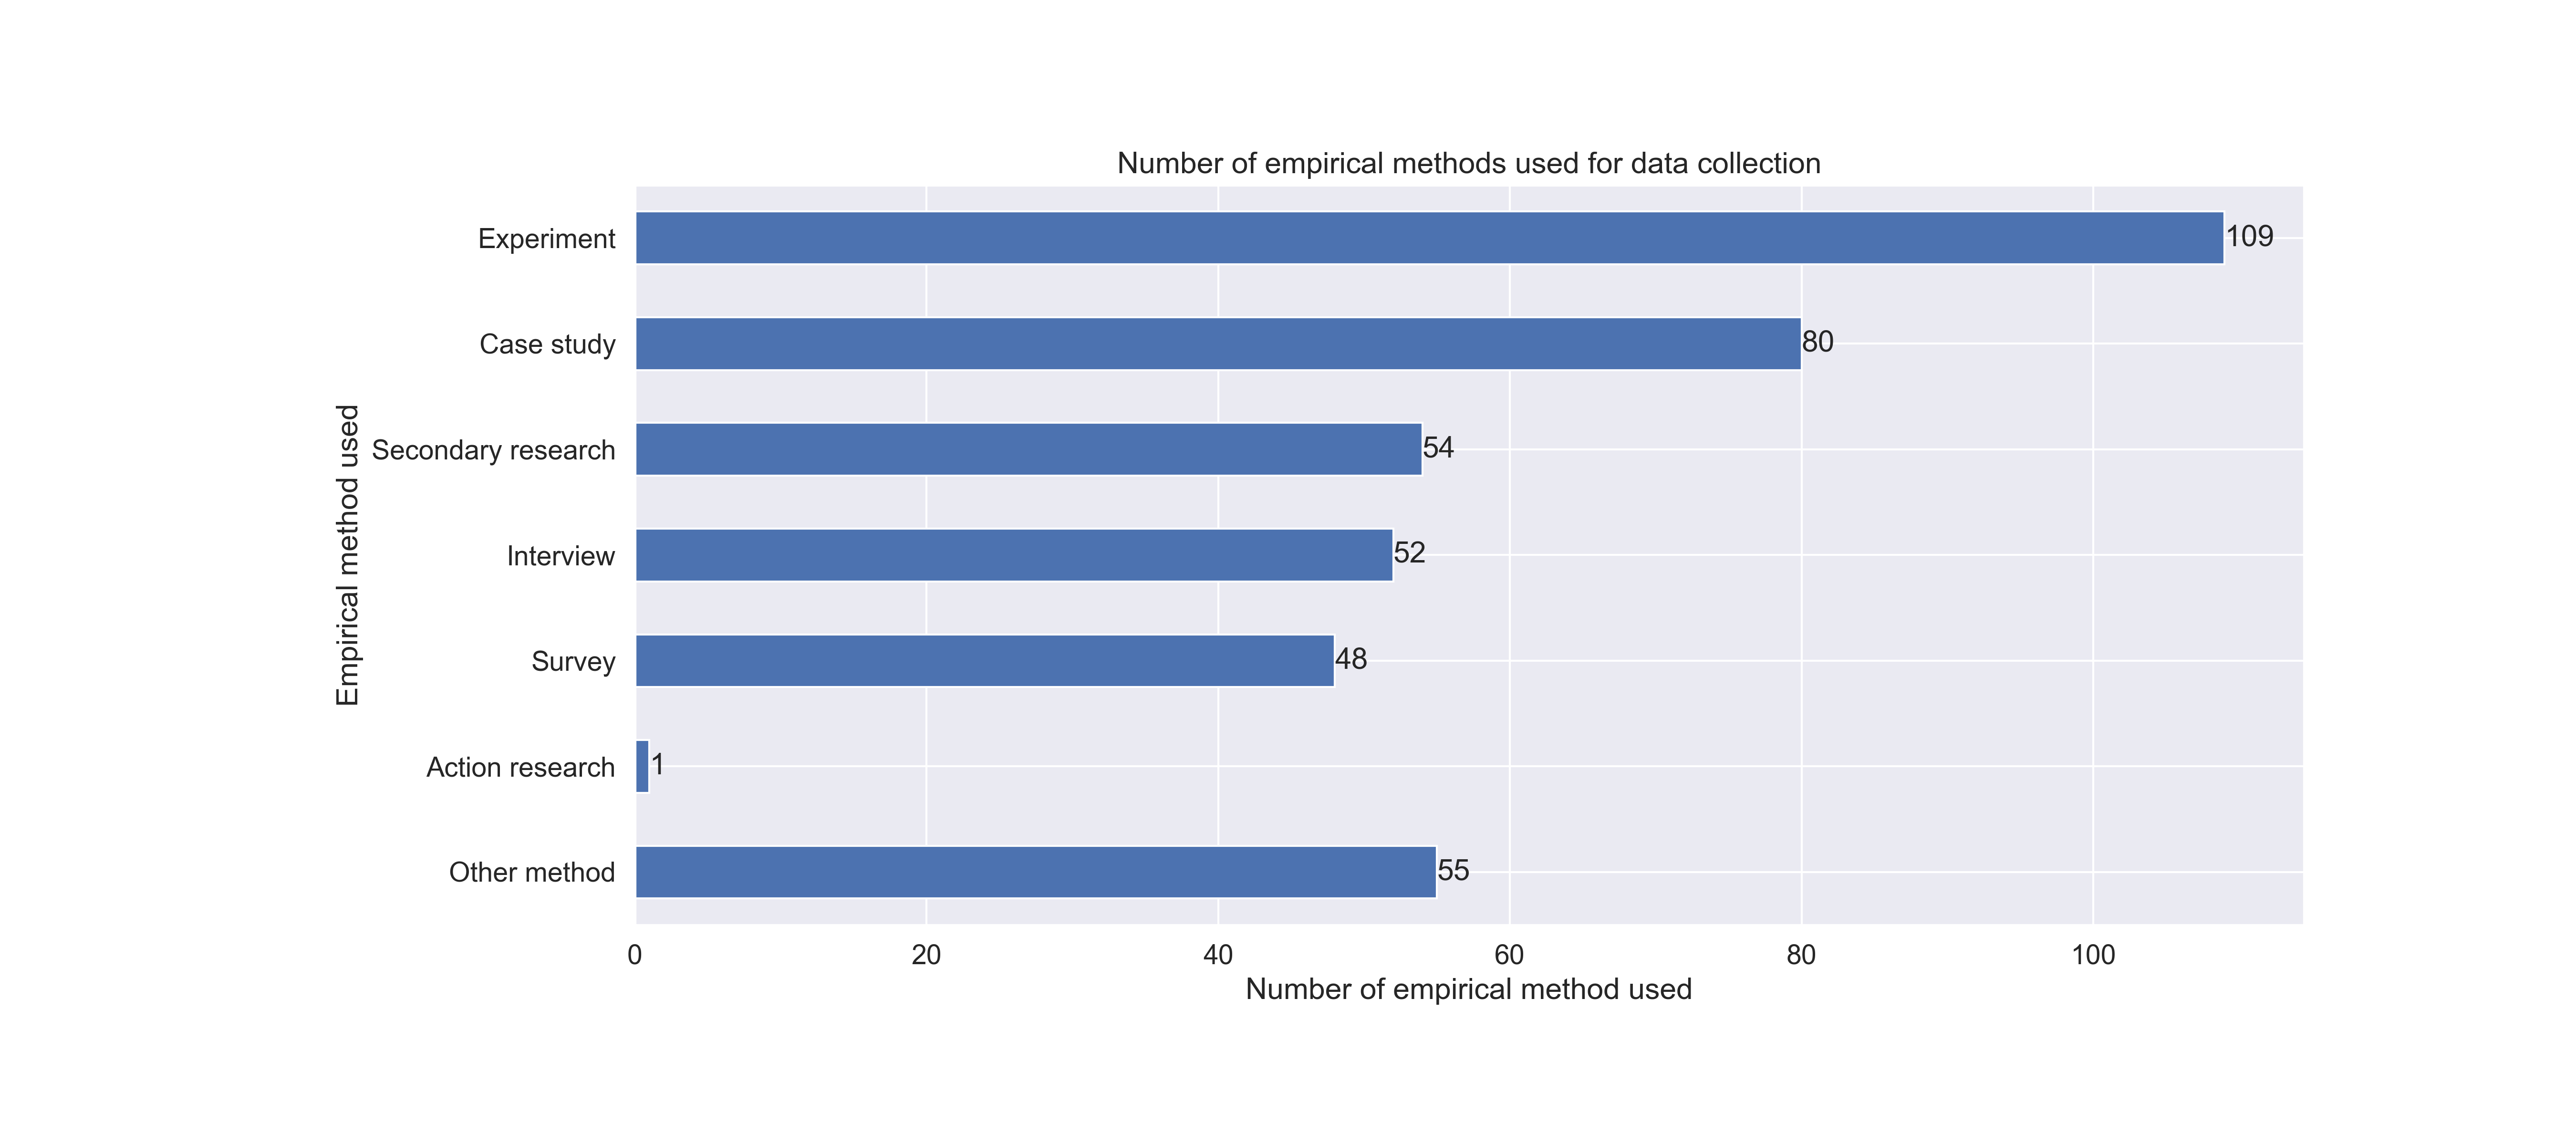 Number of empirical methods used for data collection
Experiment
109
Case study
80
Secondary research
54
Interview
52
Survey
48
Action research
1
Other method
55
Empirical method used
0 20 40 60 80 100
Number of empirical method used